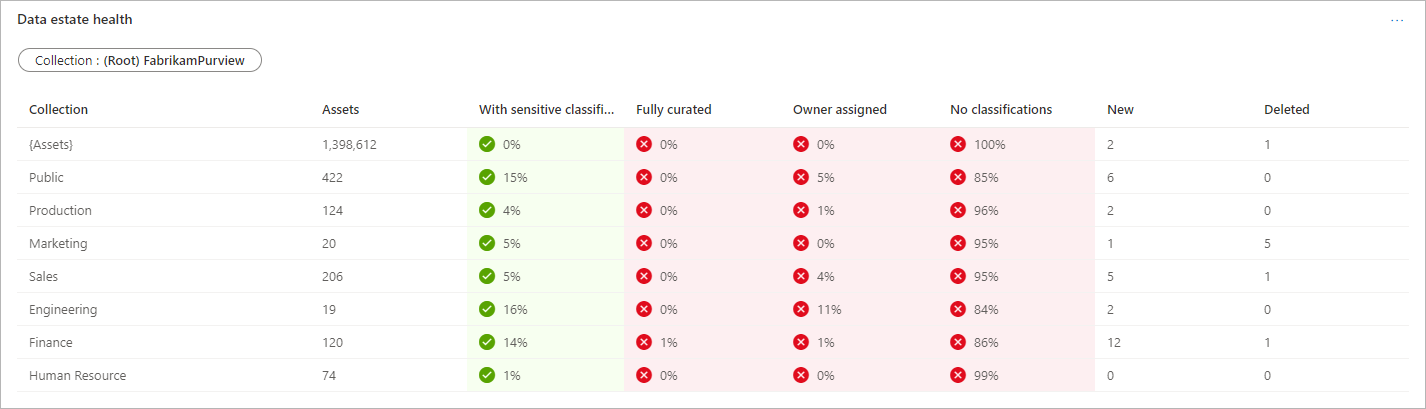 Data estate health
...
Collection : (Root) FabrikamPurview
Collection Assets With sensitive classifi... Fully curated Owner assigned No classifications New Deleted
{Assets} 1,398,612 0% 0% 0% 100% 2 1
Public 422 15% 0% 5% 85% 6 0
Production 124 4% 0% 1% 96% 2 0
Marketing 20 5% 0% 0% 95% 1 5
Sales 206 5% 0% 4% 95% 5 1
Engineering 19 16% 0% 11% 84% 2 0
Finance 120 14% 1% 1% 86% 12 1
Human Resource 74 1% 0% 0% 99% 0 0